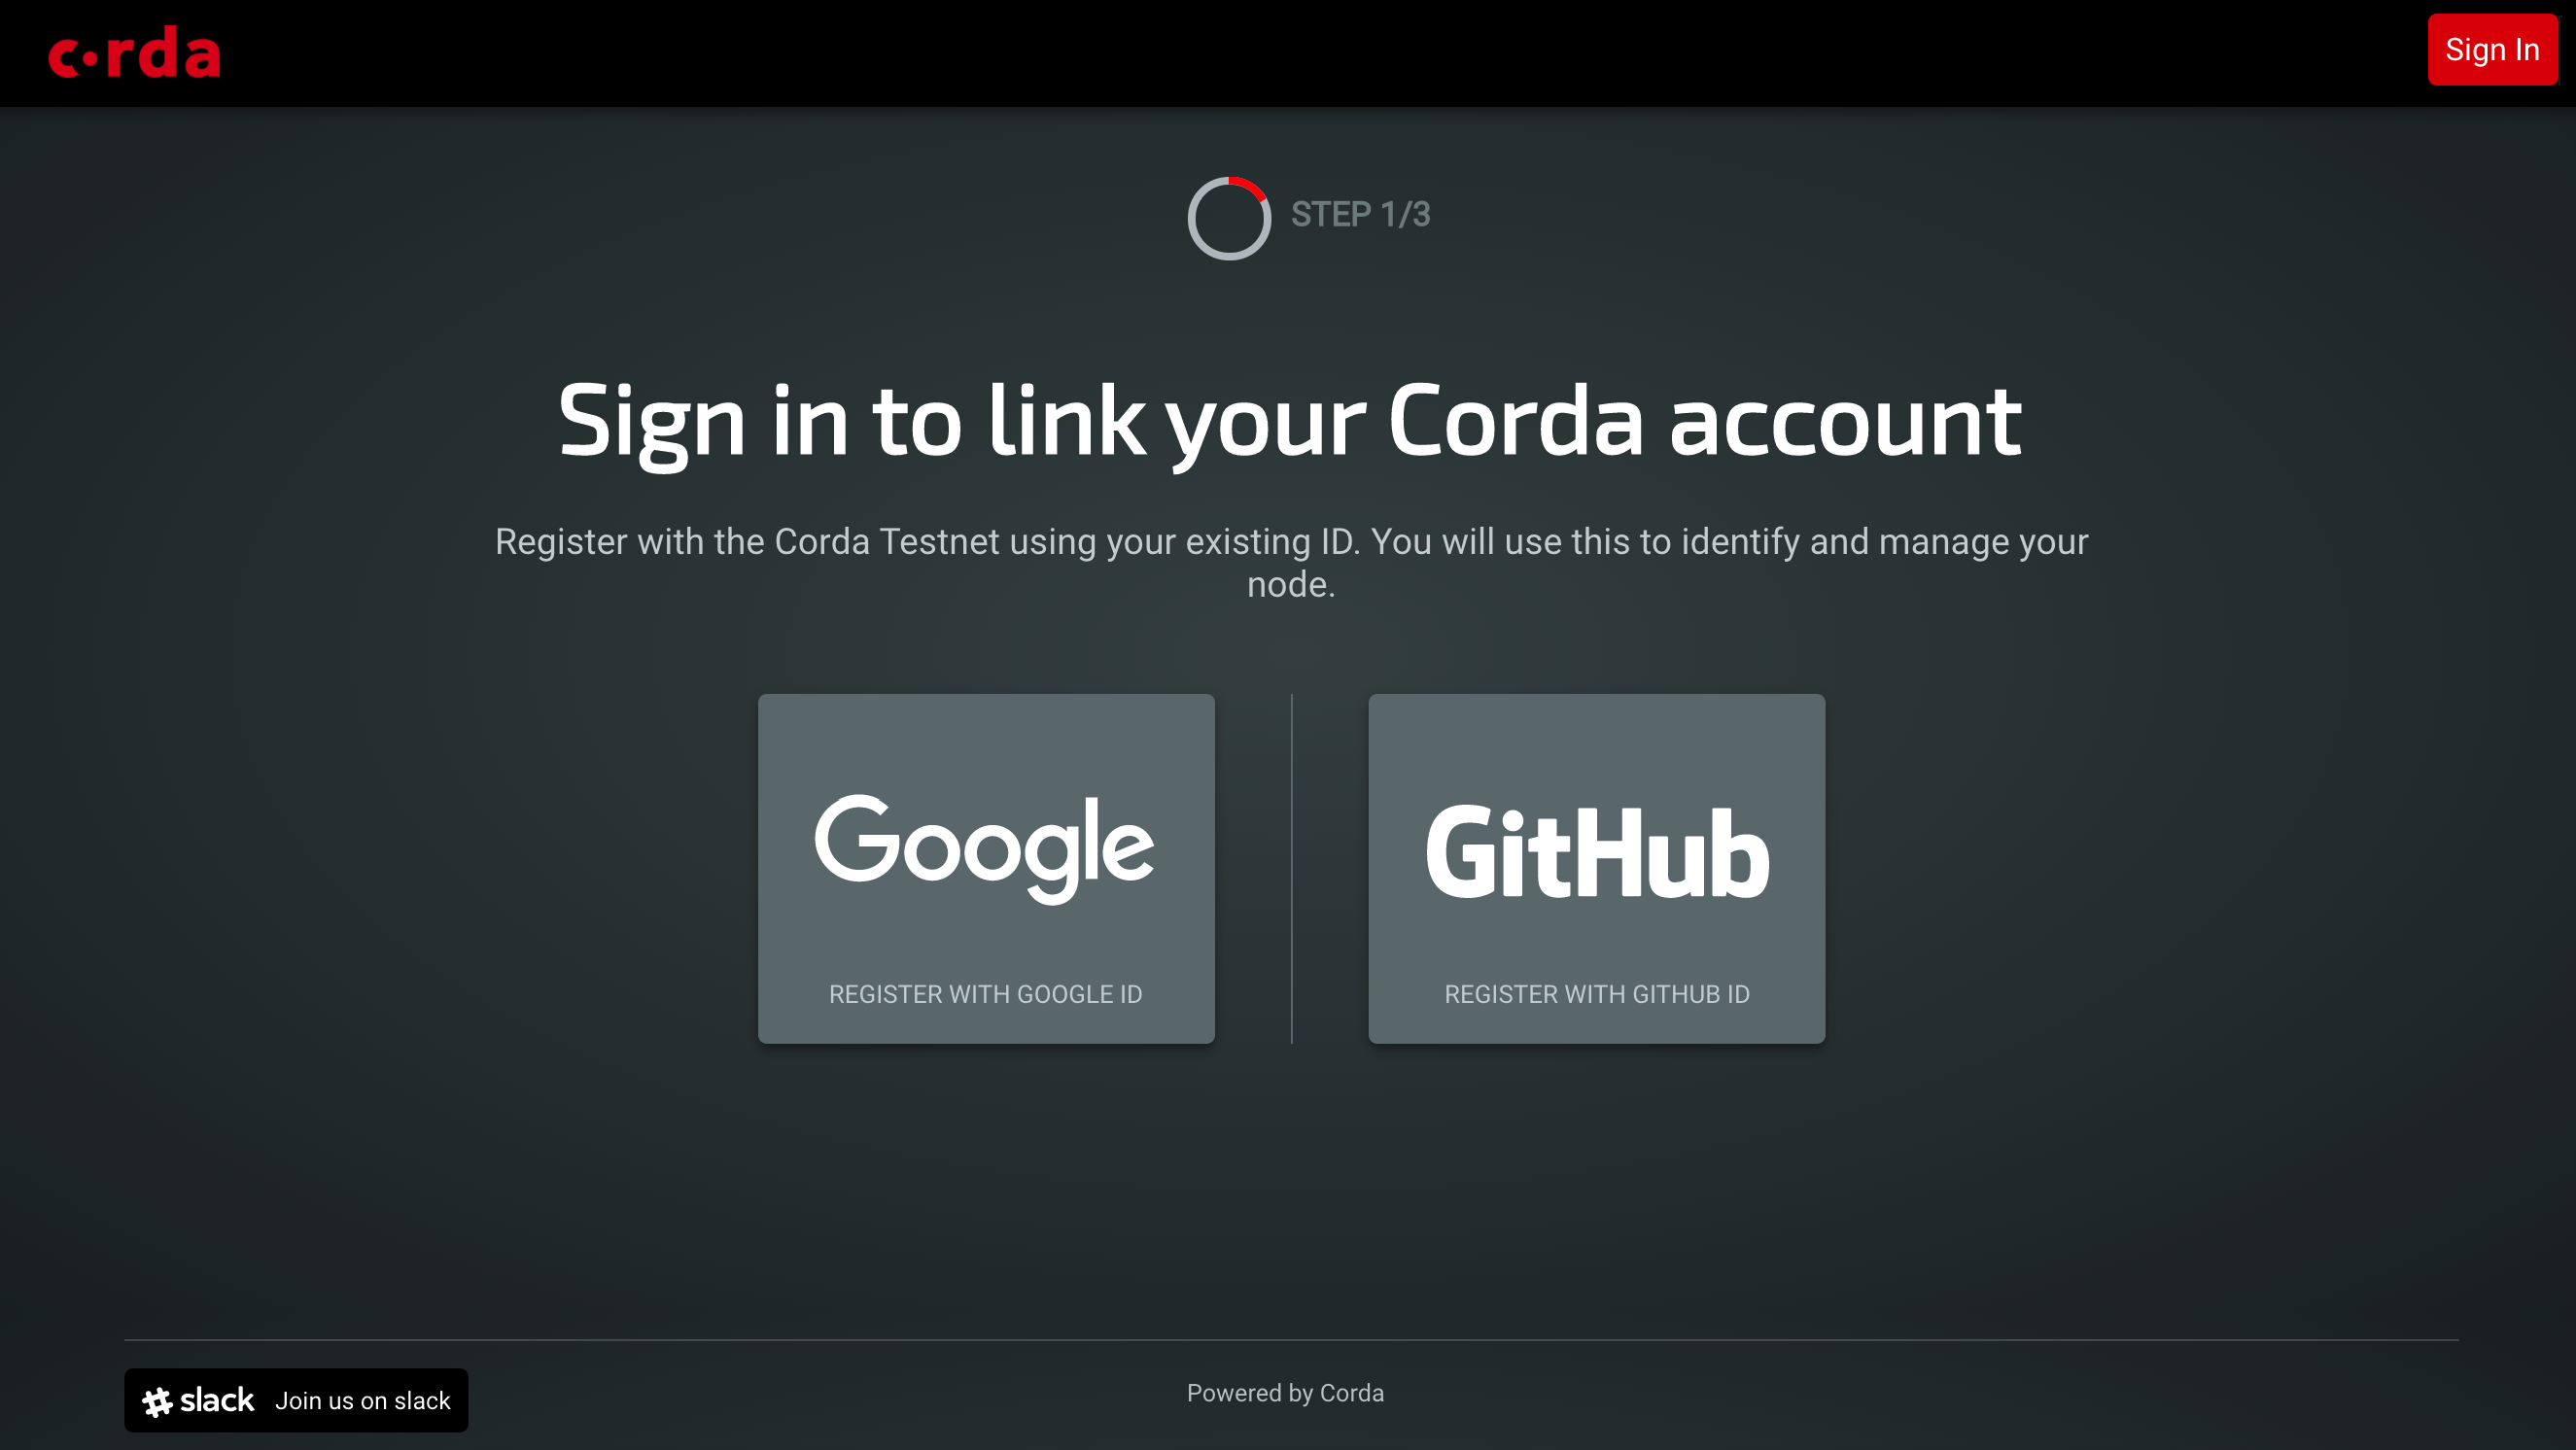 corda
Sign In
STEP 1/3
Sign in to link your Corda account
Register with the Corda Testnet using your existing ID. You will use this to identify and manage your
node.
Google
GitHub
REGISTER WITH GOOGLE ID
REGISTER WITH GITHUB ID
slack Join us on slack
Powered by Corda